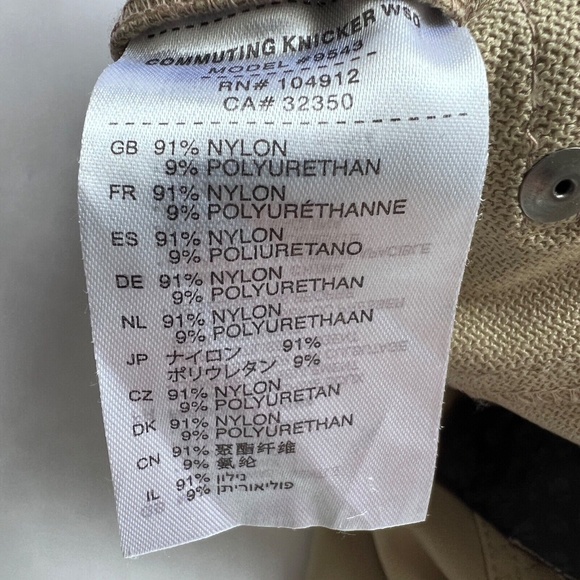 COMMUTING KNICKER WSO
MODEL #9543
RN# 104912
CA# 32350
GB 91% NYLON
9% POLYURETHAN
FR 91% NYLON
9% POLYURÉTHANNE
ES 91% NYLON
9% POLIURETANO
DE 91% NYLON
9% POLYURETHAN
NL 91% NYLON
9% POLYURETHAAN
JP ナイロン 91%
ポリウレタン 9%
CZ 91% NYLON
9% POLYURETAN
DK 91% NYLON
9% POLYURETHAN
CN 91% 聚酯纤维
9% 氨纶
IL 91% ניילון
9% פוליאוריתן